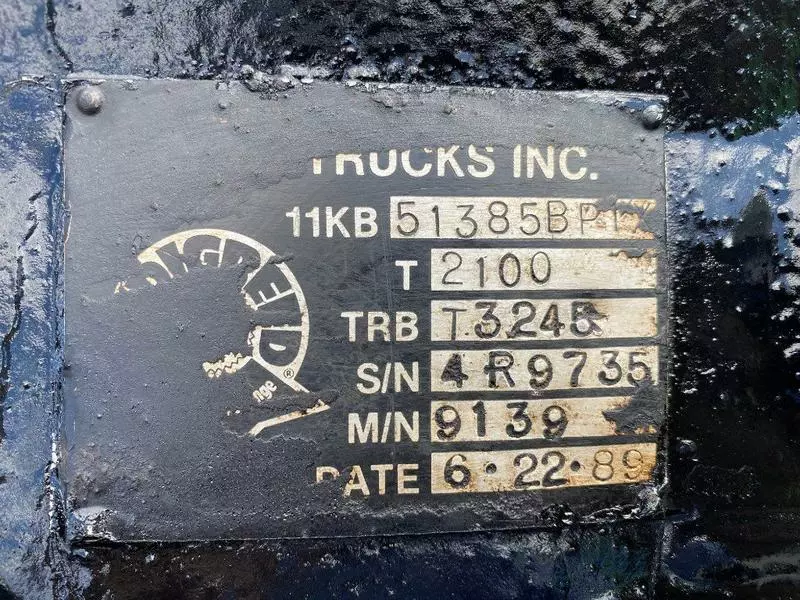 TRUCKS INC.
11KB 51385BP
T 2100
TRB T3245
S/N 4R9735
M/N 9139
DATE 6·22·89
®